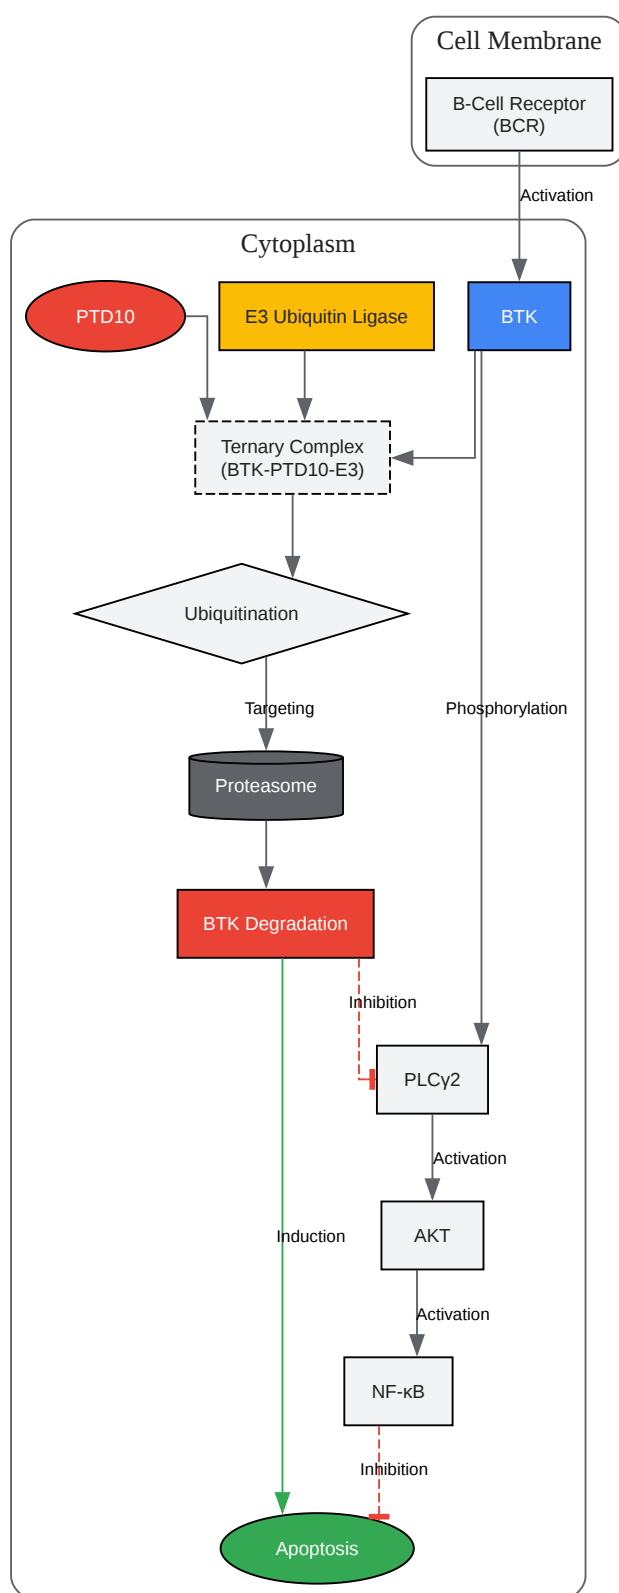 Cell Membrane
B-Cell Receptor
(BCR)
Activation
Cytoplasm
PTD10
E3 Ubiquitin Ligase
BTK
Ternary Complex
(BTK-PTD10-E3)
Ubiquitination
Targeting
Phosphorylation
Proteasome
BTK Degradation
Inhibition
PLCγ2
Activation
Induction
AKT
Activation
NF-κB
Inhibition
Apoptosis